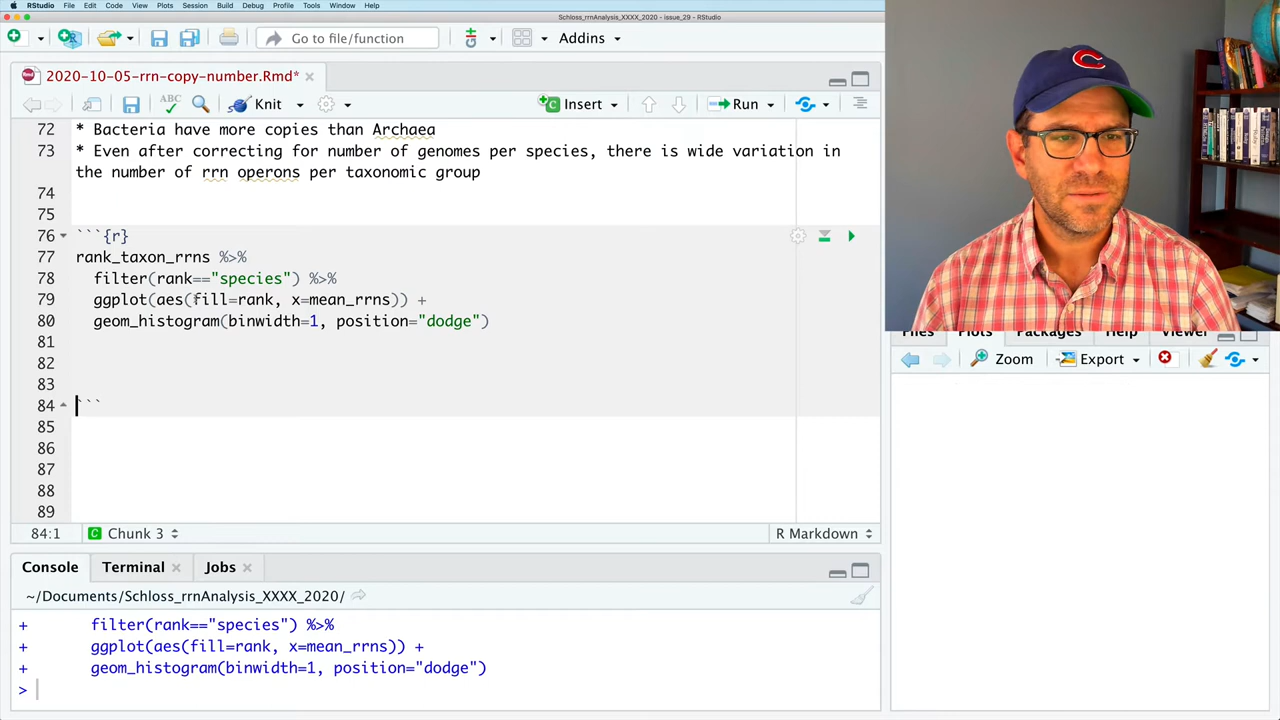 RStudio File Edit Code View Plots Session Build Debug Profile Tools Window Help
Schloss_rrnAnalysis_XXXX_2020 - issue_29 - RStudio
Go to file/function Addins
2020-10-05-rrn-copy-number.Rmd*
ABC Knit Insert Run
72 * Bacteria have more copies than Archaea
73 * Even after correcting for number of genomes per species, there is wide variation in
the number of rrn operons per taxonomic group
74
75
76 ```{r}
77 rank_taxon_rrns %>%
78 filter(rank=="species") %>%
79 ggplot(aes(fill=rank, x=mean_rrns)) +
80 geom_histogram(binwidth=1, position="dodge")
81
82
83
84 ```
85
86
87
88
89
84:1 Chunk 3 R Markdown
Console Terminal Jobs
~/Documents/Schloss_rrnAnalysis_XXXX_2020/
+ filter(rank=="species") %>%
+ ggplot(aes(fill=rank, x=mean_rrns)) +
+ geom_histogram(binwidth=1, position="dodge")
>
Files Plots Packages Help Viewer
Zoom Export
C